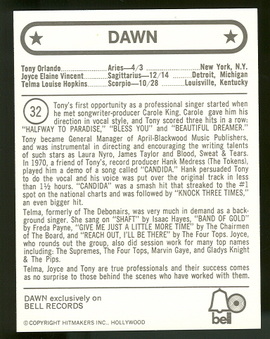 DAWN
Tony Orlando Aries—4/3 New York, N.Y.
Joyce Elaine Vincent Sagittarius—12/14 Detroit, Michigan
Telma Louise Hopkins Scorpio—10/28 Louisville, Kentucky
32
Tony's first opportunity as a professional singer started when
he met songwriter-producer Carole King. Carole gave him his
direction to vocal style, and Tony scored three hits in a row:
"HALFWAY TO PARADISE," "BLESS YOU" and "BEAUTIFUL DREAMER."
Tony became General Manager of April-Blackwood Music Publishers,
and was instrumental in directing and encouraging the writing talents
of such stars as Laura Nyro, James Taylor and Blood, Sweat & Tears.
In 1970, a friend of Tony's, record producer Hank Medress (The Tokens),
played him a demo of a song called "CANDIDA." Hank persuaded Tony
to do the vocal and his voice was put over the original track in less
than 1½ hours. "CANDIDA" was a smash hit that streaked to the #1
spot on the national charts and was followed by "KNOCK THREE TIMES,"
an even bigger hit.
Telma, formerly of The Debonairs, was very much in demand as a back-
ground singer. She sang on "SHAFT" by Isaac Hayes, "BAND OF GOLD"
by Freda Payne, "GIVE ME JUST A LITTLE MORE TIME" by The Chairmen
of the Board, and "REACH OUT, I'LL BE THERE" by The Four Tops. Joyce,
who rounds out the group, also did session work for many top names
including: The Supremes, The Four Tops, Marvin Gaye, and Gladys Knight
& The Pips.
Telma, Joyce and Tony are true professionals and their success comes
as no surprise to those behind the scenes who have worked with them.
DAWN exclusively on
BELL RECORDS
© COPYRIGHT HITMAKERS INC., HOLLYWOOD
bell